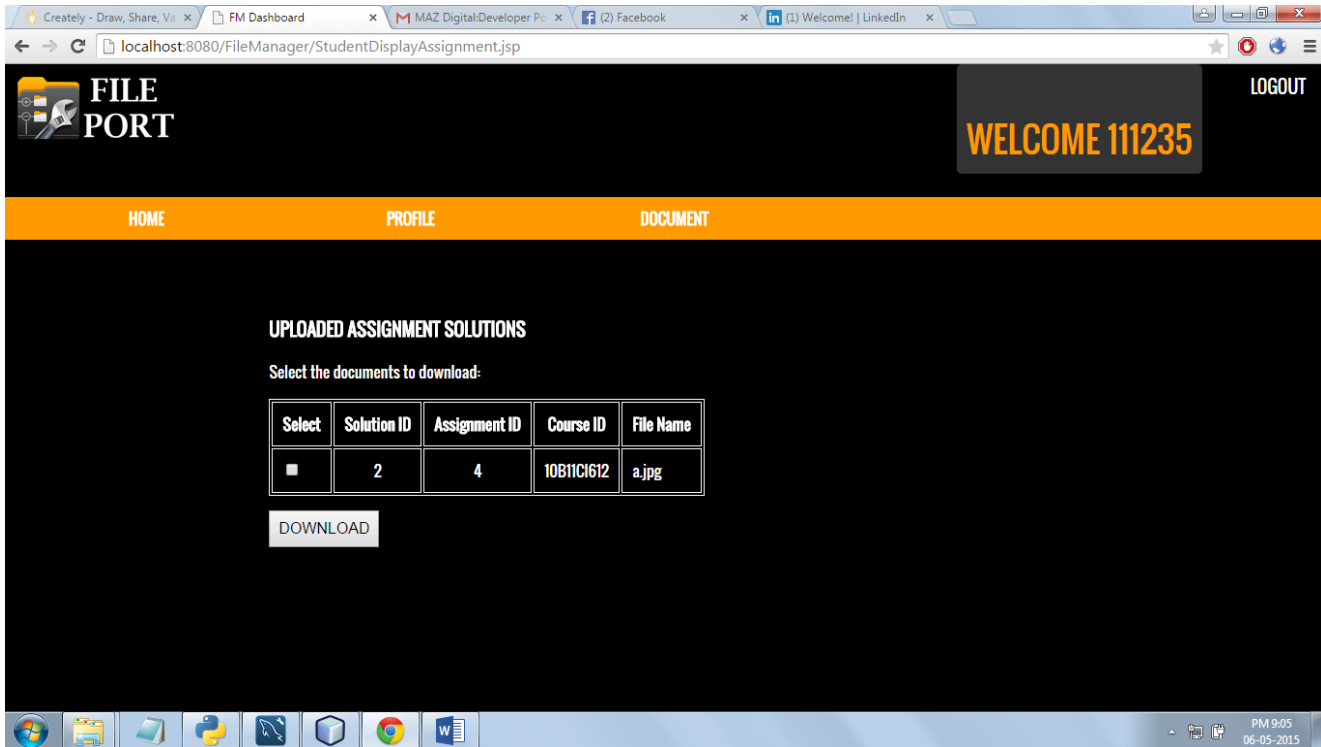 Creately - Draw, Share, Va
FM Dashboard
MAZ Digital:Developer Po
(2) Facebook
(1) Welcome! | LinkedIn
localhost:8080/FileManager/StudentDisplayAssignment.jsp
FILE
PORT
LOGOUT
WELCOME 111235
HOME PROFILE DOCUMENT
UPLOADED ASSIGNMENT SOLUTIONS
Select the documents to download:
Select Solution ID Assignment ID Course ID File Name
2 4 10B11CI612 a.jpg
DOWNLOAD
PM 9:05
06-05-2015